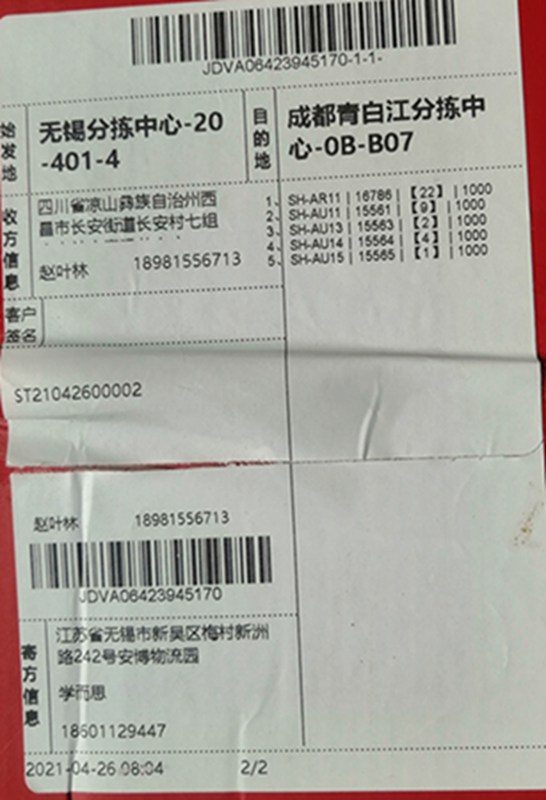 JDVA06423945170-1-1-
始发地
无锡分拣中心-20
-401-4
目的地
成都青白江分拣中
心-0B-B07
收方信息
四川省凉山彝族自治州西
昌市长安街道长安村七组
赵叶林 18981556713
1、 SH-AR11 | 16786 | 【22】 | 1000
2、 SH-AU11 | 15561 | 【9】 | 1000
3、 SH-AU13 | 15563 | 【2】 | 1000
4、 SH-AU14 | 15564 | 【4】 | 1000
5、 SH-AU15 | 15565 | 【1】 | 1000
客户
签名
ST21042600002
赵叶林 18981556713
JDVA06423945170
寄方信息
江苏省无锡市新吴区梅村新洲
路242号安博物流园
学而思
18601129447
2021-04-26 08:04 2/2